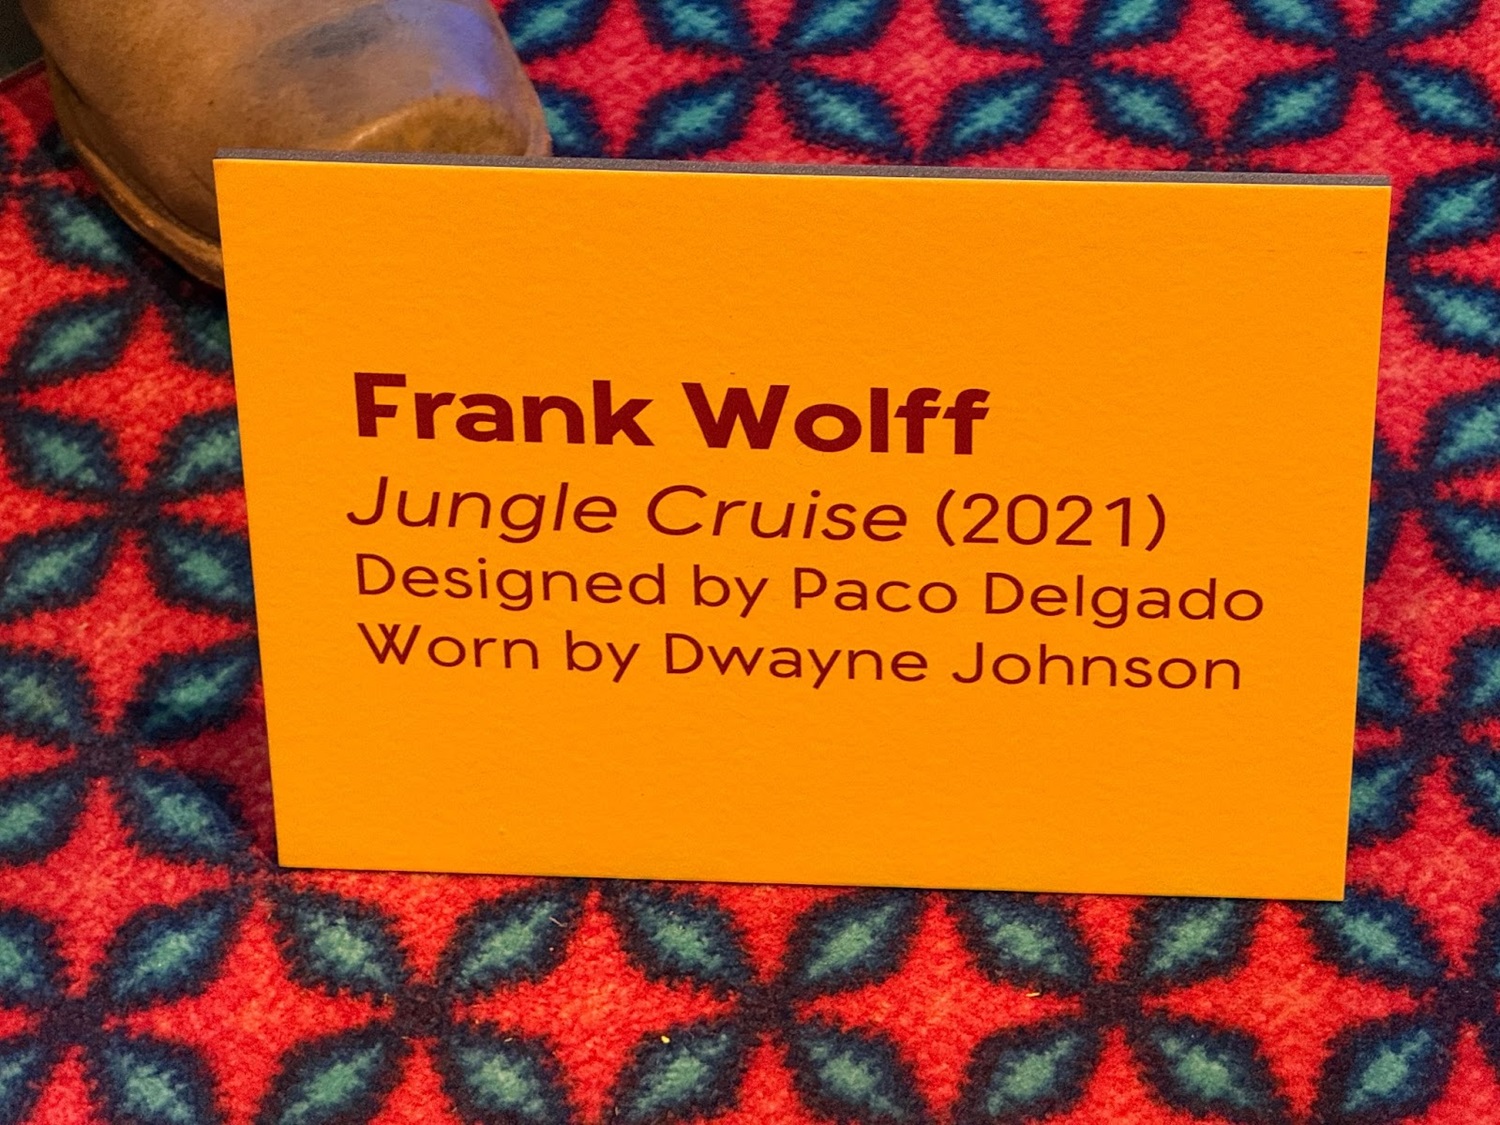 Frank Wolff
Jungle Cruise (2021)
Designed by Paco Delgado
Worn by Dwayne Johnson